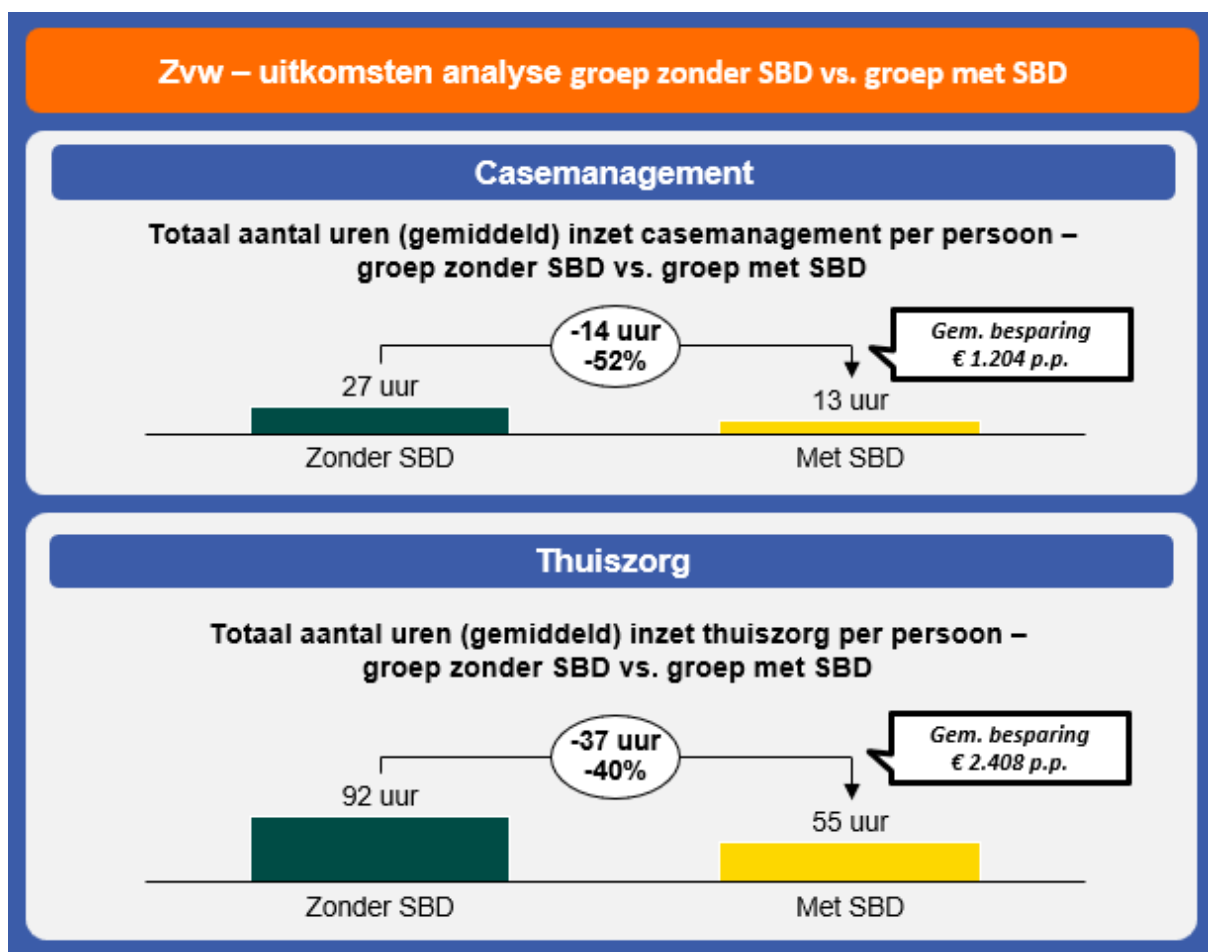 Zvw – uitkomsten analyse groep zonder SBD vs. groep met SBD
Casemanagement
Totaal aantal uren (gemiddeld) inzet casemanagement per persoon –
groep zonder SBD vs. groep met SBD
-14 uur
-52%
Gem. besparing
€ 1.204 p.p.
27 uur
13 uur
Zonder SBD
Met SBD
Thuiszorg
Totaal aantal uren (gemiddeld) inzet thuiszorg per persoon –
groep zonder SBD vs. groep met SBD
-37 uur
-40%
Gem. besparing
€ 2.408 p.p.
92 uur
55 uur
Zonder SBD
Met SBD